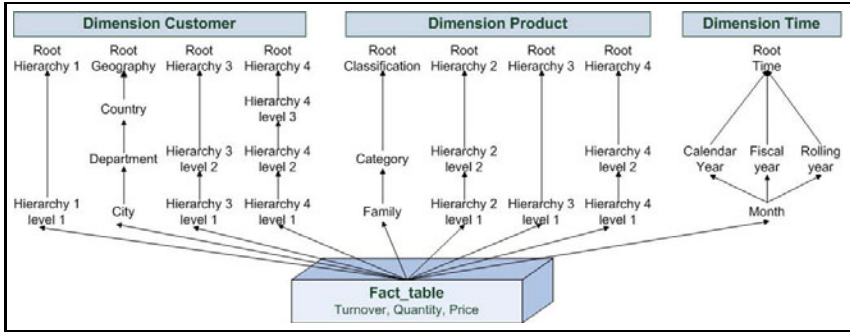 Dimension Customer
Dimension Product
Dimension Time
Root
Hierarchy 1
Root
Geography
Root
Hierarchy 3
Root
Hierarchy 4
Root
Classification
Root
Hierarchy 2
Root
Hierarchy 3
Root
Hierarchy 4
Root
Time
Country
Hierarchy 4
level 3
Department
Hierarchy 3
level 2
Hierarchy 4
level 2
Category
Hierarchy 2
level 2
Hierarchy 4
level 2
Calendar
Year
Fiscal
year
Rolling
year
Hierarchy 1
level 1
City
Hierarchy 3
level 1
Hierarchy 4
level 1
Family
Hierarchy 2
level 1
Hierarchy 3
level 1
Hierarchy 4
level 1
Month
Fact_table
Turnover, Quantity, Price